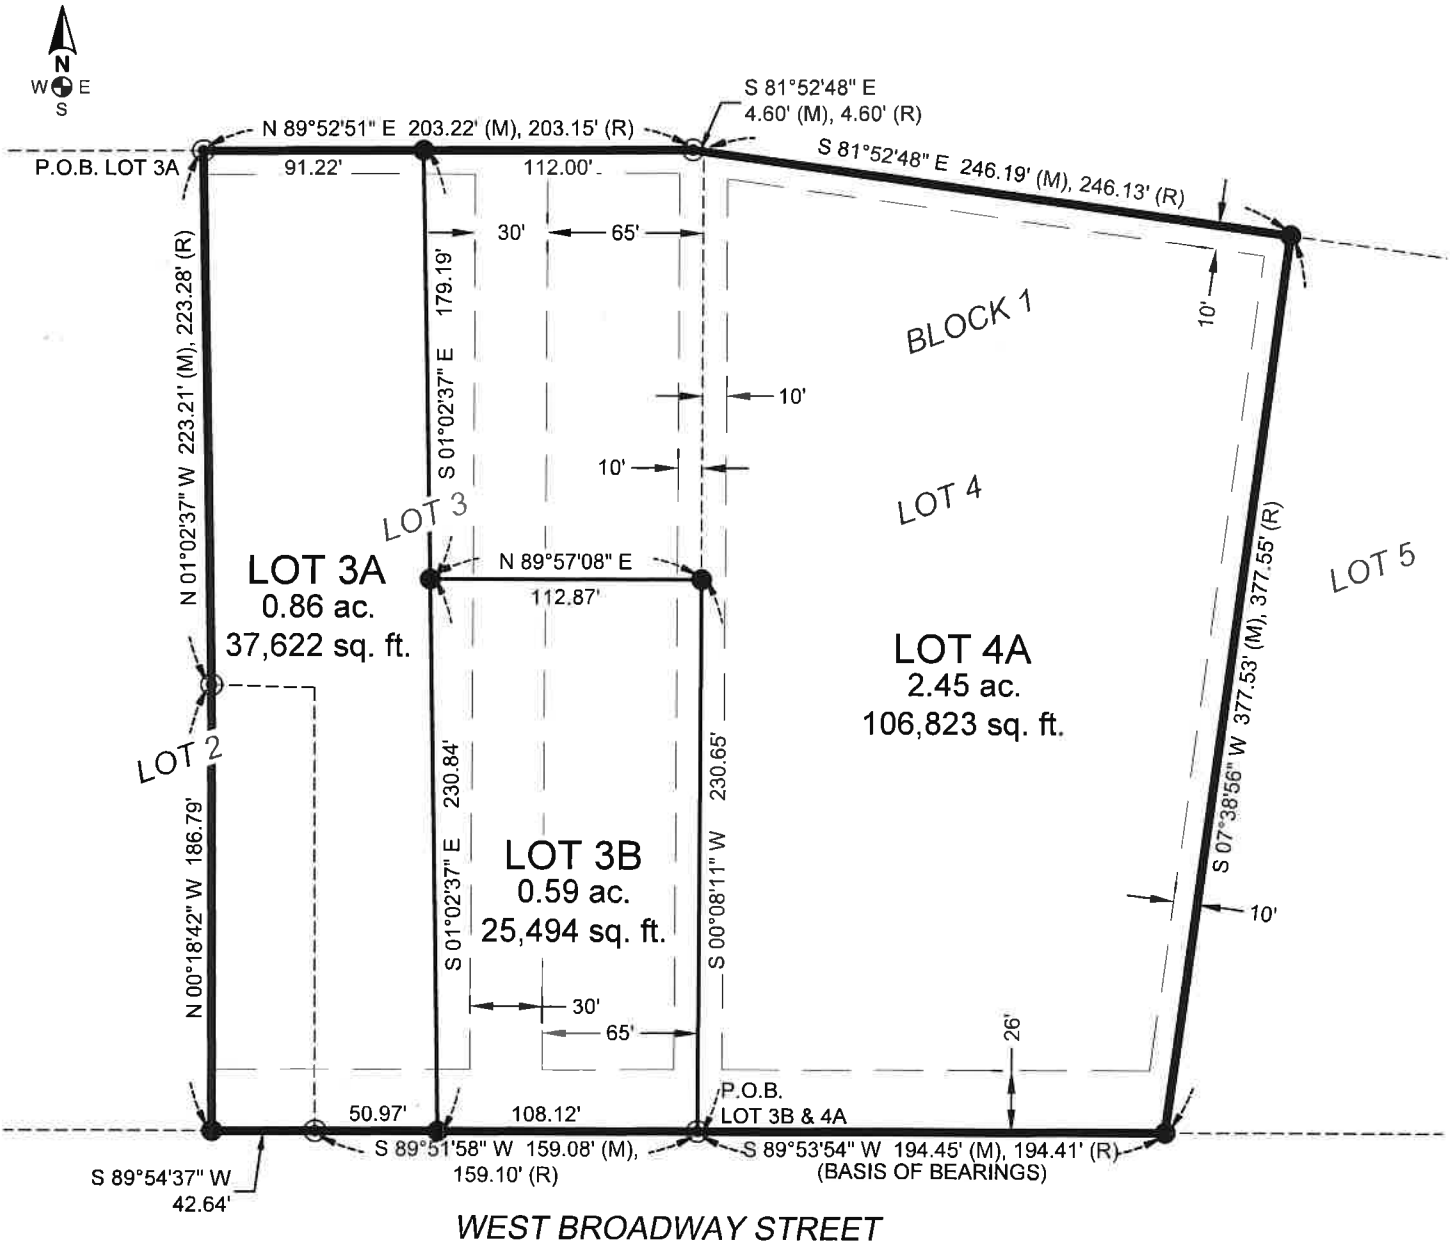 N
W E
S
S 81°52'48" E
4.60' (M), 4.60' (R)
N 89°52'51" E 203.22' (M), 203.15' (R)
P.O.B. LOT 3A
91.22'
112.00'
S 81°52'48" E 246.19' (M), 246.13' (R)
30'
65'
10'
N 01°02'37" W 223.21' (M), 223.28' (R)
S 01°02'37" E 179.19'
BLOCK 1
10'
10'
LOT 3
LOT 4
LOT 5
LOT 3A
0.86 ac.
37,622 sq. ft.
N 89°57'08" E
112.87'
LOT 4A
2.45 ac.
106,823 sq. ft.
S 07°38'56" W 377.53' (M), 377.55' (R)
LOT 2
N 00°18'42" W 186.79'
S 01°02'37" E 230.84'
LOT 3B
0.59 ac.
25,494 sq. ft.
S 00°08'11" W 230.65'
10'
30'
65'
26'
P.O.B.
LOT 3B & 4A
50.97'
108.12'
S 89°51'58" W 159.08' (M),
159.10' (R)
S 89°53'54" W 194.45' (M), 194.41' (R)
(BASIS OF BEARINGS)
S 89°54'37" W
42.64'
WEST BROADWAY STREET